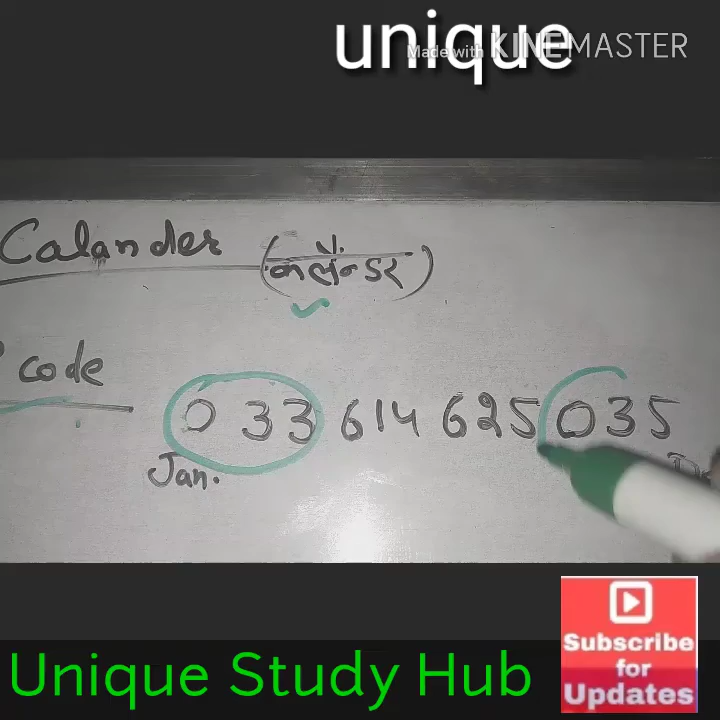 unique
Made with KINEMASTER
Calander (कैलेन्डर)
code
0 33 614 625 035
Jan.
Unique Study Hub
Subscribe
for
Updates